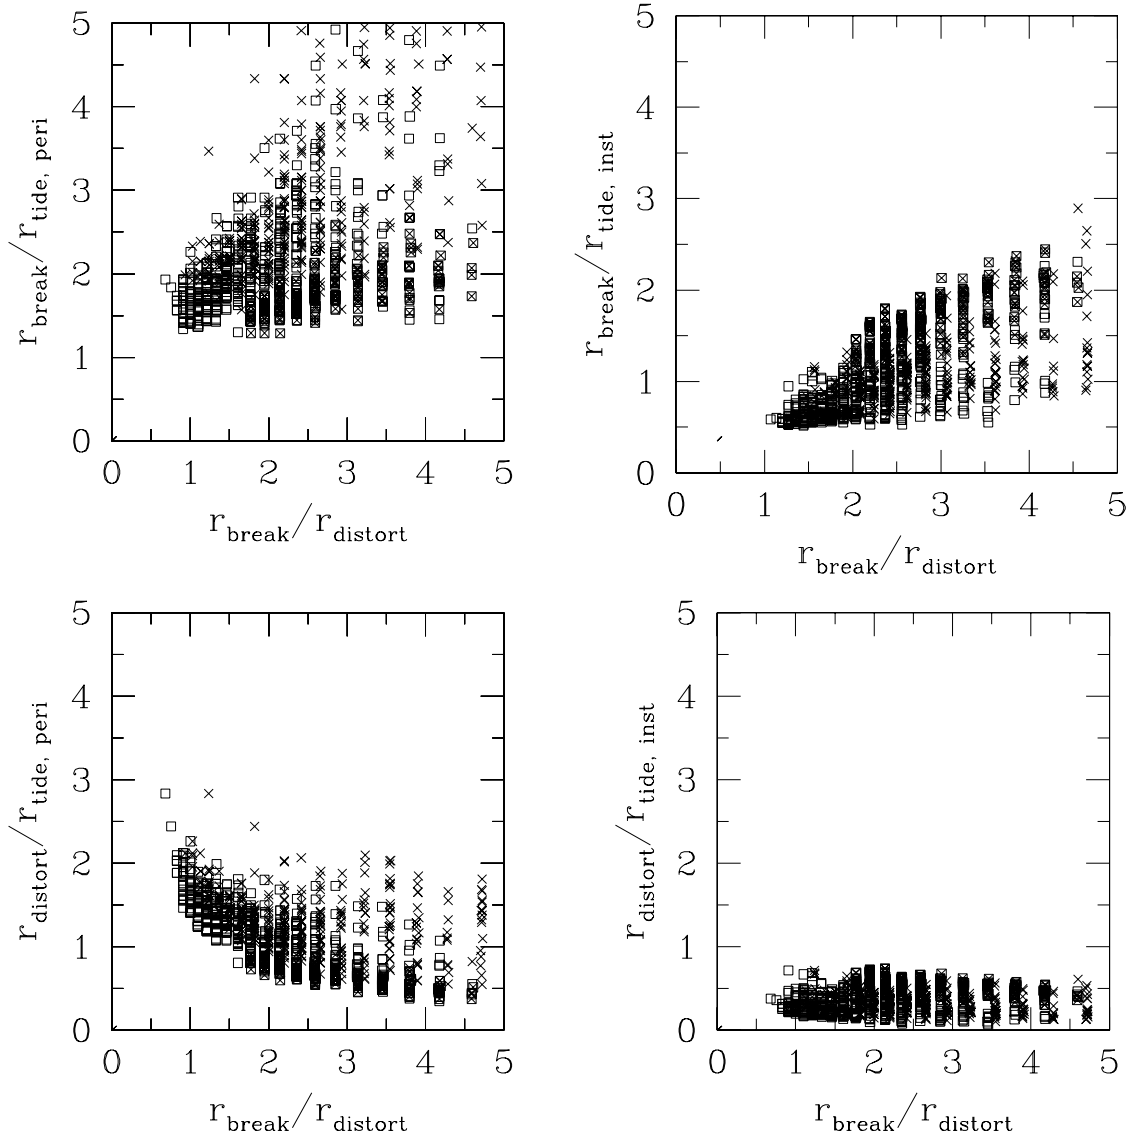 5
4
3
2
1
0
r_break/r_tide, peri
0 1 2 3 4 5
r_break/r_distort
5
4
3
2
1
0
r_break/r_tide, inst
0 1 2 3 4 5
r_break/r_distort
5
4
3
2
1
0
r_distort/r_tide, peri
0 1 2 3 4 5
r_break/r_distort
5
4
3
2
1
0
r_distort/r_tide, inst
0 1 2 3 4 5
r_break/r_distort